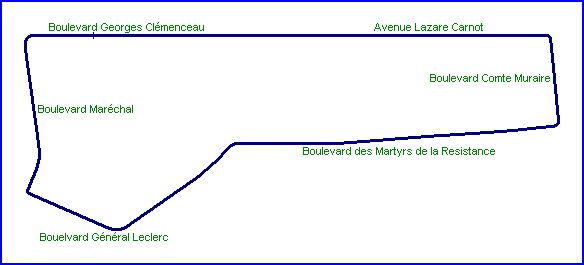 Boulevard Georges Clémenceau
Avenue Lazare Carnot
Boulevard Comte Muraire
Boulevard Maréchal
Boulevard des Martyrs de la Resistance
Bouelvard Général Leclerc